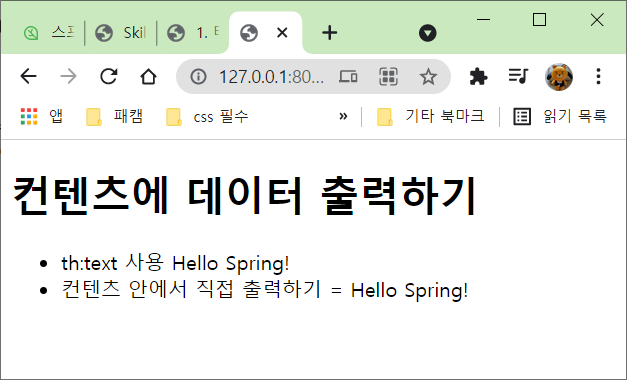 스프
Skil
1. E
127.0.0.1:80...
앱 패캠 css 필수 » 기타 북마크 읽기 목록
컨텐츠에 데이터 출력하기
• th:text 사용 Hello Spring!
• 컨텐츠 안에서 직접 출력하기 = Hello Spring!